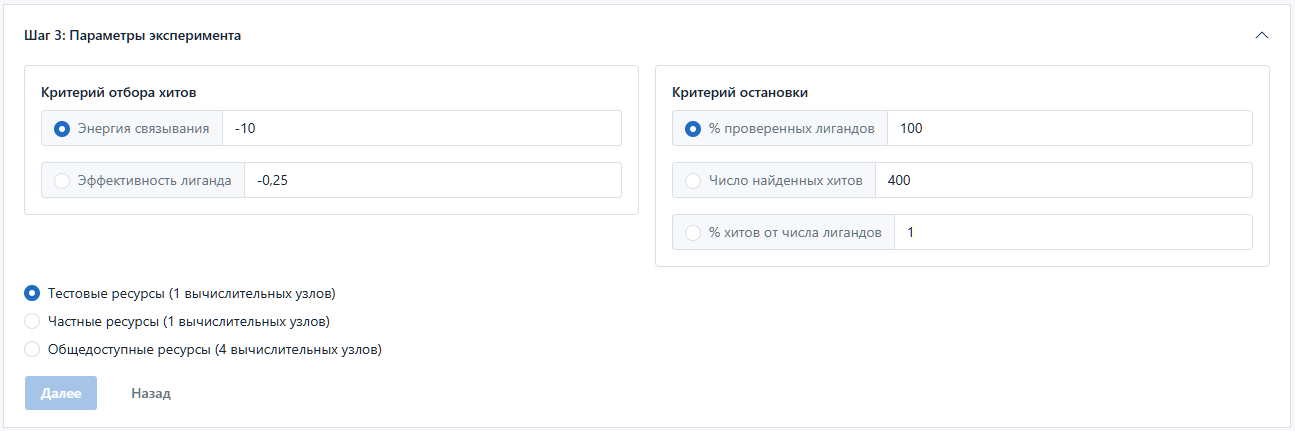 Шаг 3: Параметры эксперимента
Критерий отбора хитов
Энергия связывания -10
Эффективность лиганда -0,25
Критерий остановки
% проверенных лигандов 100
Число найденных хитов 400
% хитов от числа лигандов 1
Тестовые ресурсы (1 вычислительных узлов)
Частные ресурсы (1 вычислительных узлов)
Общедоступные ресурсы (4 вычислительных узлов)
Далее Назад